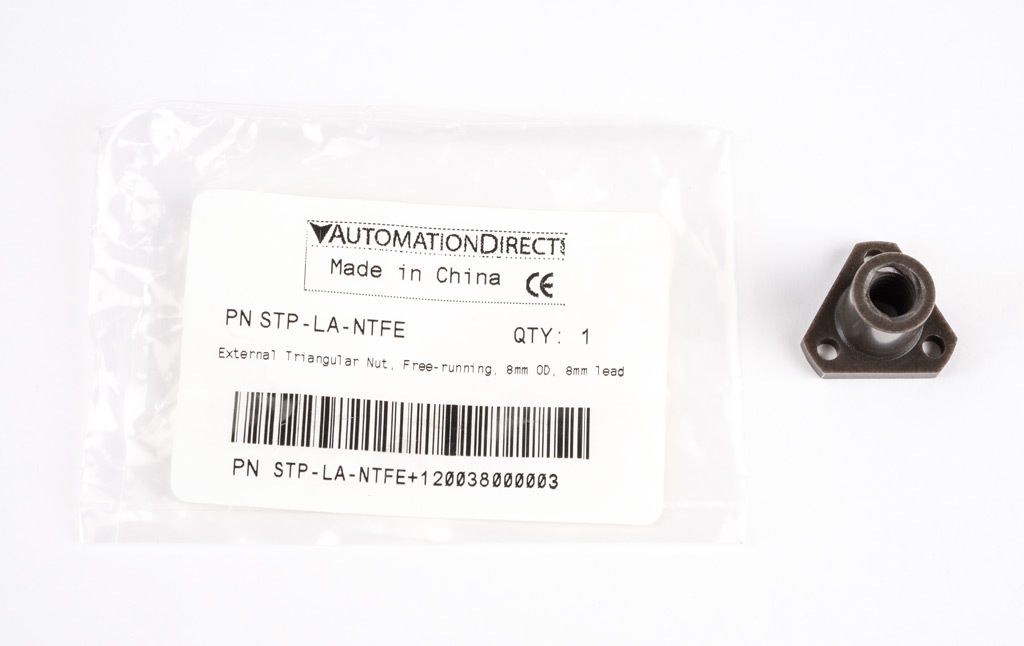 AUTOMATIONDIRECT
Made in China CE
PN STP-LA-NTFE QTY: 1
External Triangular Nut, Free-running, 8mm OD, 8mm lead
PN STP-LA-NTFE+120038000003